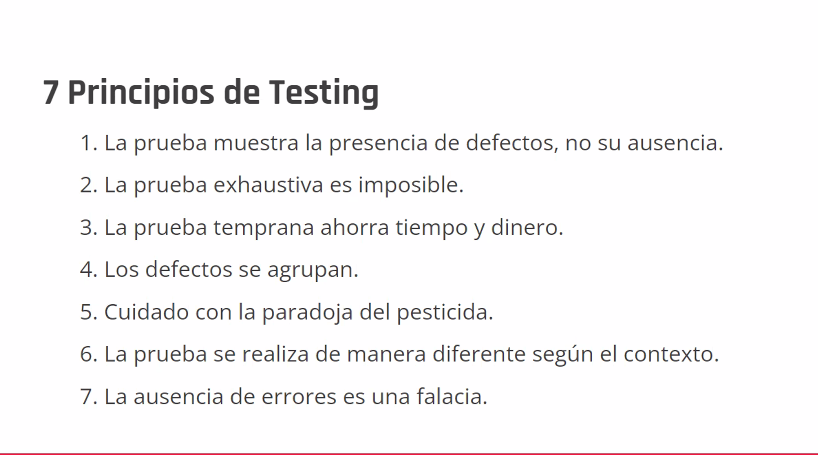 7 Principios de Testing
1. La prueba muestra la presencia de defectos, no su ausencia.
2. La prueba exhaustiva es imposible.
3. La prueba temprana ahorra tiempo y dinero.
4. Los defectos se agrupan.
5. Cuidado con la paradoja del pesticida.
6. La prueba se realiza de manera diferente según el contexto.
7. La ausencia de errores es una falacia.